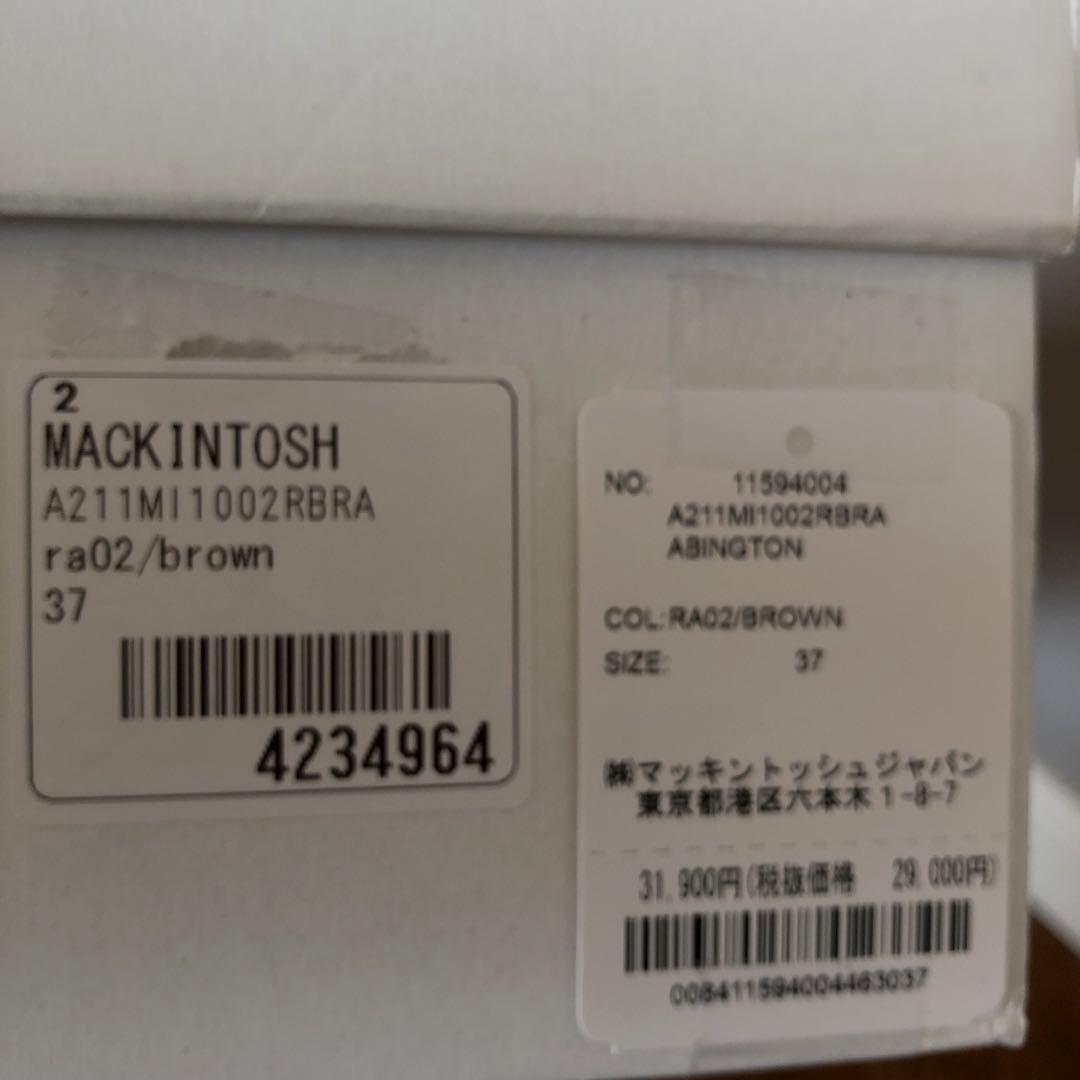 2
MACKINTOSH
A211MI1002RBRA
ra02/brown
37
4234964
NO: 11594004
A211MI1002RBRA
ABINGTON
COL:RA02/BROWN
SIZE: 37
㈱マッキントッシュジャパン
東京都港区六本木1-8-7
31,900円(税抜価格 29,000円)
008411594004463037